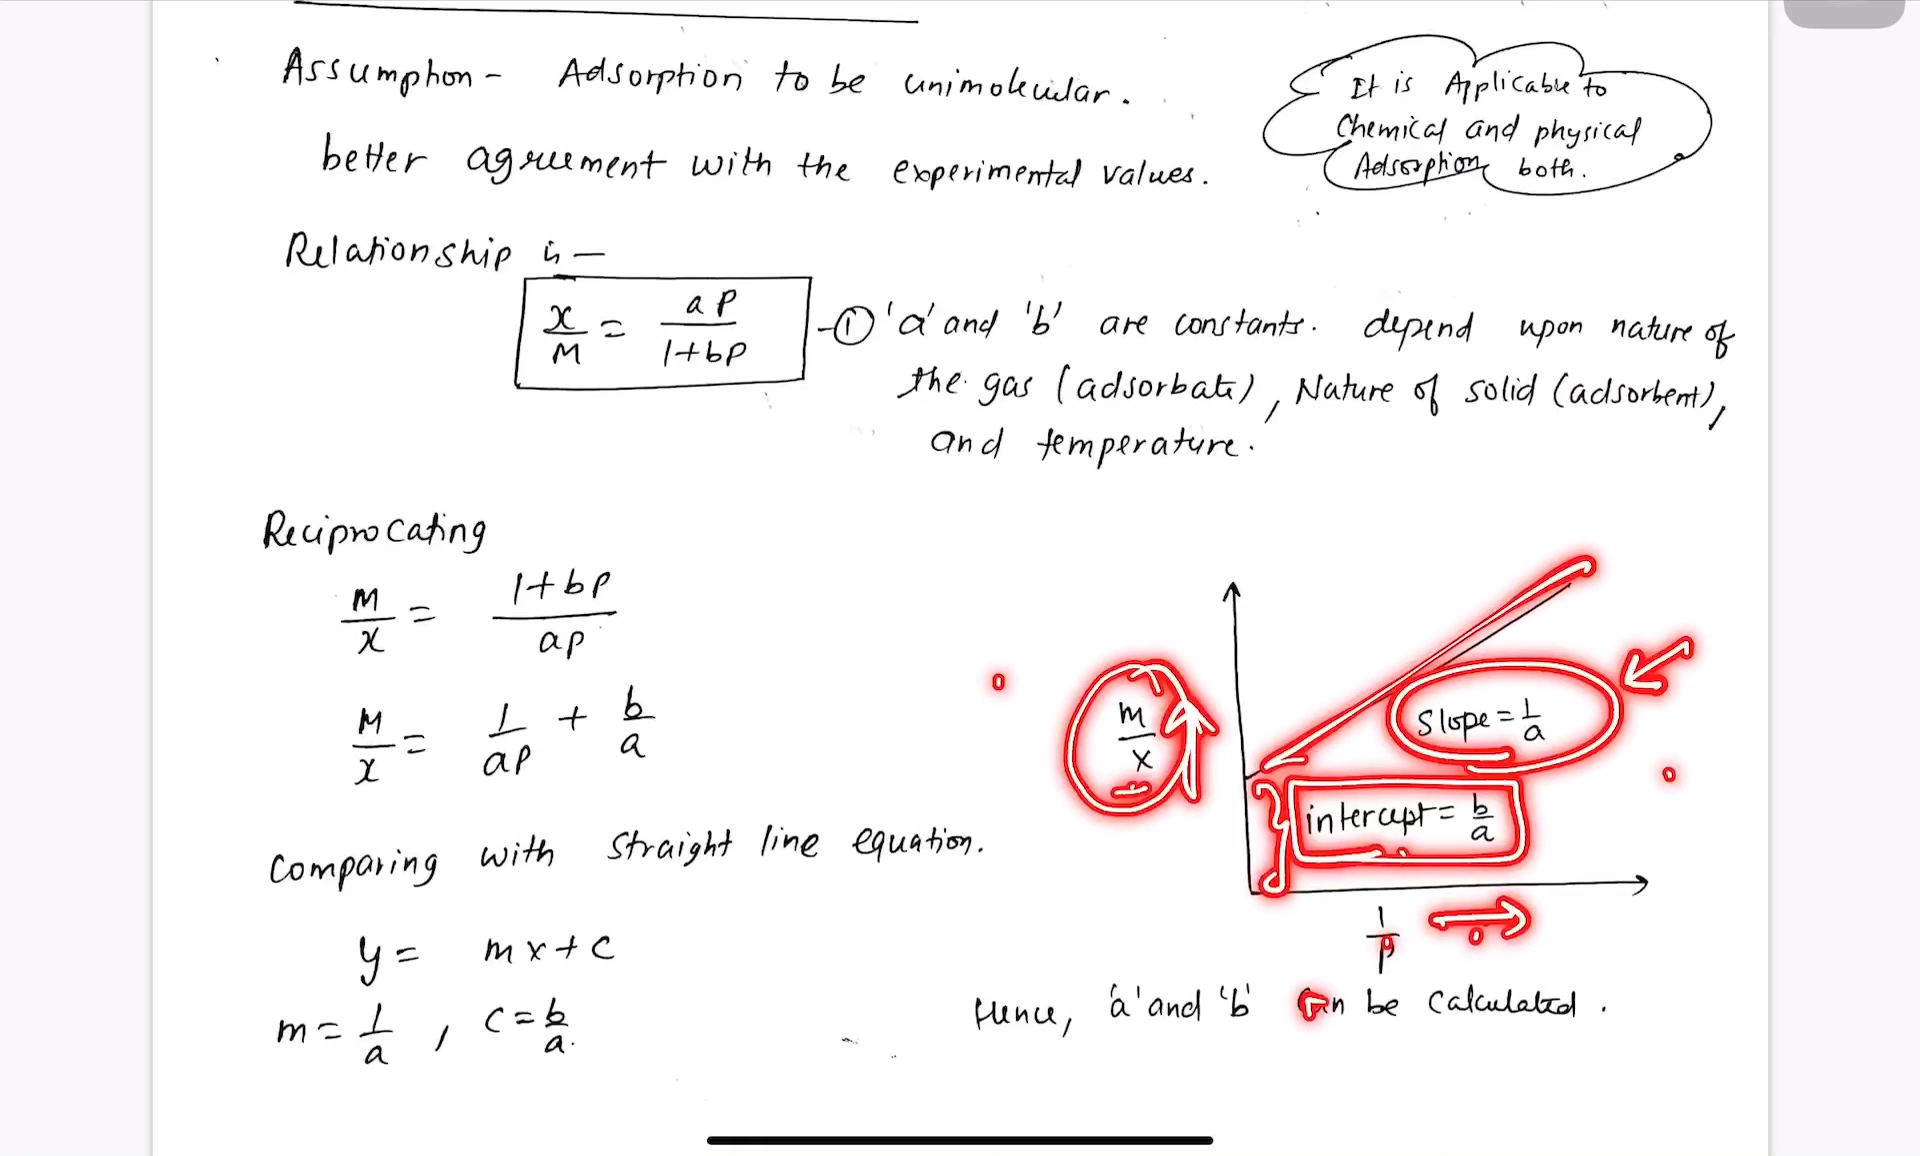 Assumption - Adsorption to be unimolecular.
It is Applicable to
Chemical and physical
Adsorption both.
better agreement with the experimental values.
Relationship is —
x/M = aP/1+bP — ① 'a' and 'b' are constants. depend upon nature of
the gas (adsorbate), Nature of solid (adsorbent),
and temperature.
Reciprocating
M/x = 1+bP/aP
M/x = 1/aP + b/a
Comparing with straight line equation.
y = mx + c
m = 1/a , c = b/a.
m/x
Slope = 1/a
intercept = b/a
1/P
Hence, 'a' and 'b' can be calculated.